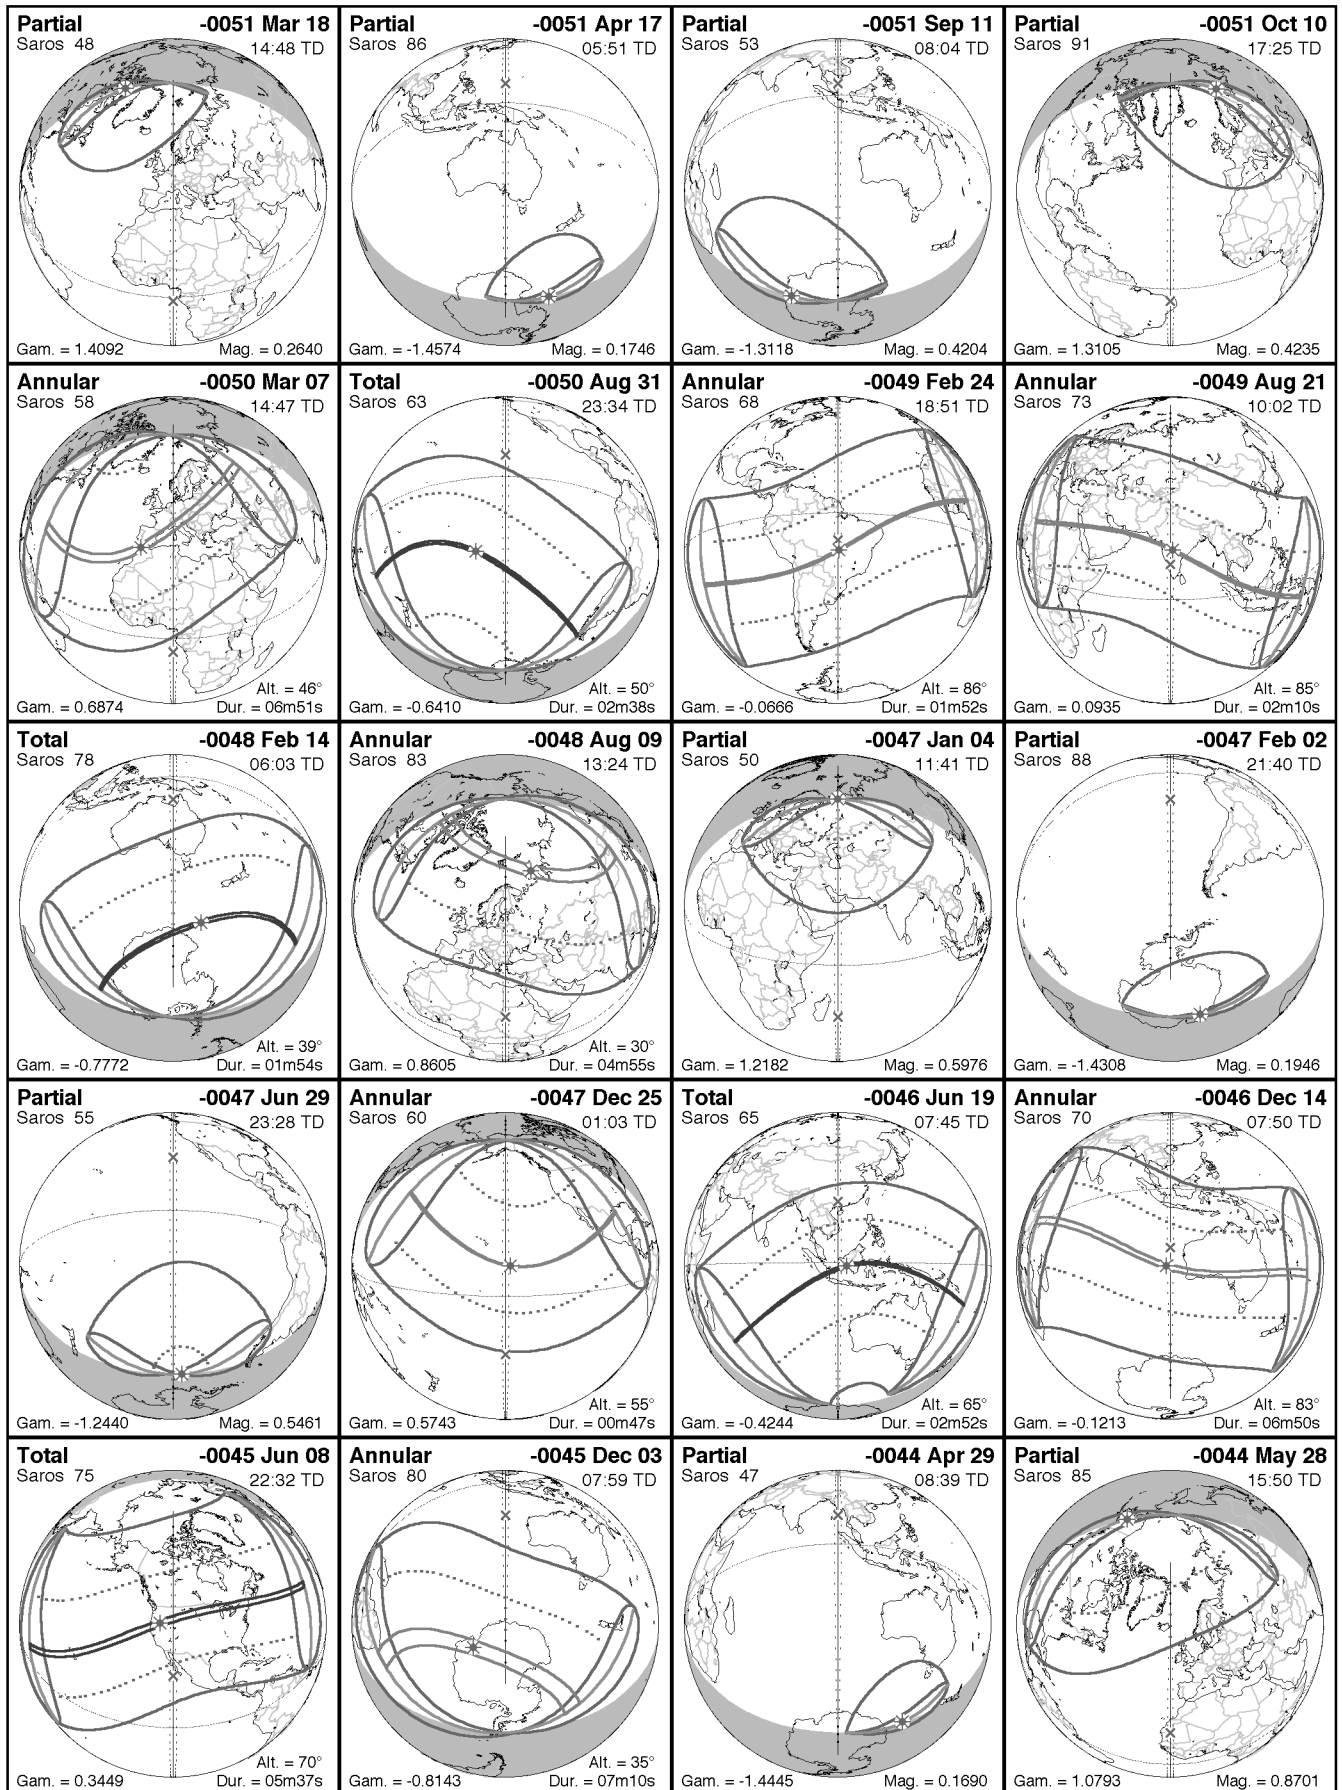 Partial -0051 Mar 18
Saros 48 14:48 TD
Gam. = 1.4092 Mag. = 0.2640
Partial -0051 Apr 17
Saros 86 05:51 TD
Gam. = -1.4574 Mag. = 0.1746
Partial -0051 Sep 11
Saros 53 08:04 TD
Gam. = -1.3118 Mag. = 0.4204
Partial -0051 Oct 10
Saros 91 17:25 TD
Gam. = 1.3105 Mag. = 0.4235
Annular -0050 Mar 07
Saros 58 14:47 TD
Alt. = 46°
Gam. = 0.6874 Dur. = 06m51s
Total -0050 Aug 31
Saros 63 23:34 TD
Alt. = 50°
Gam. = -0.6410 Dur. = 02m38s
Annular -0049 Feb 24
Saros 68 18:51 TD
Alt. = 86°
Gam. = -0.0666 Dur. = 01m52s
Annular -0049 Aug 21
Saros 73 10:02 TD
Alt. = 85°
Gam. = 0.0935 Dur. = 02m10s
Total -0048 Feb 14
Saros 78 06:03 TD
Alt. = 39°
Gam. = -0.7772 Dur. = 01m54s
Annular -0048 Aug 09
Saros 83 13:24 TD
Alt. = 30°
Gam. = 0.8605 Dur. = 04m55s
Partial -0047 Jan 04
Saros 50 11:41 TD
Gam. = 1.2182 Mag. = 0.5976
Partial -0047 Feb 02
Saros 88 21:40 TD
Gam. = -1.4308 Mag. = 0.1946
Partial -0047 Jun 29
Saros 55 23:28 TD
Gam. = -1.2440 Mag. = 0.5461
Annular -0047 Dec 25
Saros 60 01:03 TD
Alt. = 55°
Gam. = 0.5743 Dur. = 00m47s
Total -0046 Jun 19
Saros 65 07:45 TD
Alt. = 65°
Gam. = -0.4244 Dur. = 02m52s
Annular -0046 Dec 14
Saros 70 07:50 TD
Alt. = 83°
Gam. = -0.1213 Dur. = 06m50s
Total -0045 Jun 08
Saros 75 22:32 TD
Alt. = 70°
Gam. = 0.3449 Dur. = 05m37s
Annular -0045 Dec 03
Saros 80 07:59 TD
Alt. = 35°
Gam. = -0.8143 Dur. = 07m10s
Partial -0044 Apr 29
Saros 47 08:39 TD
Gam. = -1.4445 Mag. = 0.1690
Partial -0044 May 28
Saros 85 15:50 TD
Gam. = 1.0793 Mag. = 0.8701